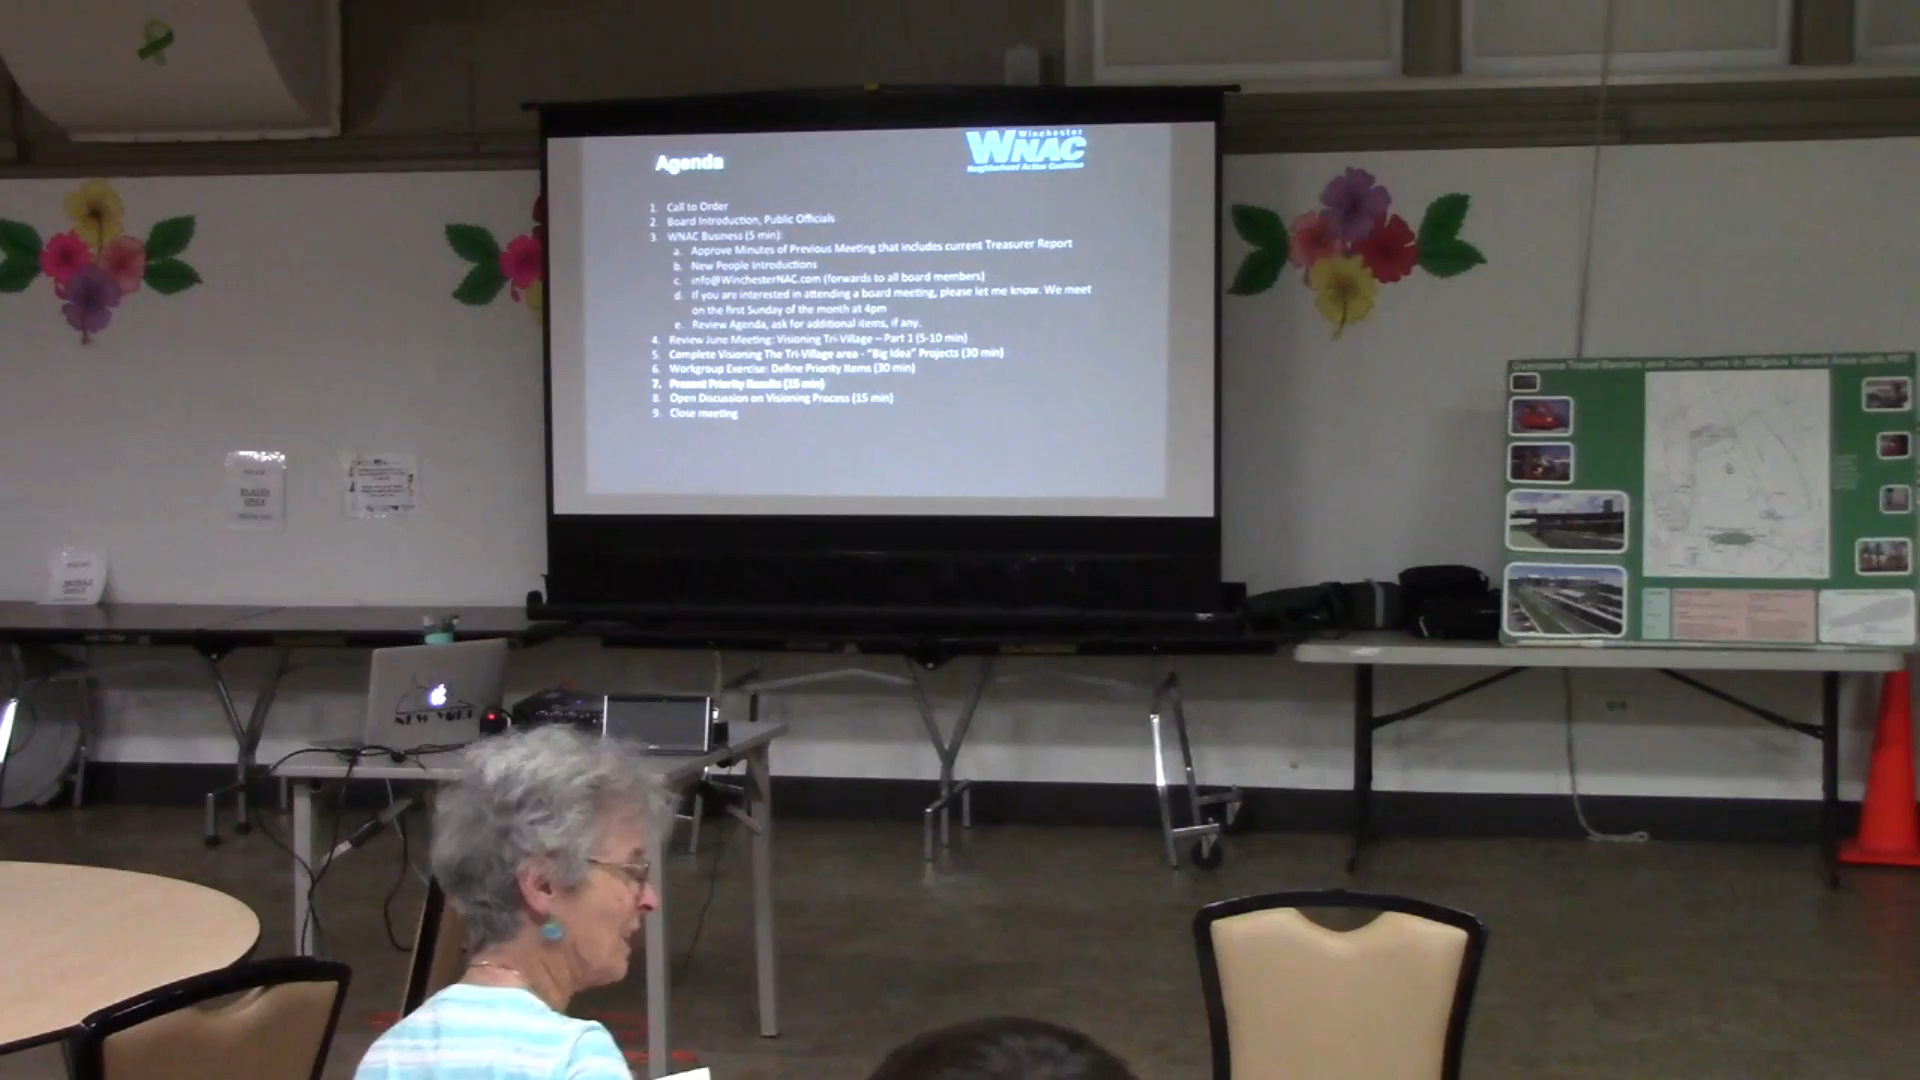 Agenda
Winchester
WNAC
Neighborhood Action Coalition
1. Call to Order
2. Board Introduction, Public Officials
3. WNAC Business (5 min):
a. Approve Minutes of Previous Meeting that includes current Treasurer Report
b. New People Introductions
c. info@WinchesterNAC.com (forwards to all board members)
d. If you are interested in attending a board meeting, please let me know. We meet
on the first Sunday of the month at 4pm
e. Review Agenda, ask for additional items, if any.
4. Review June Meeting: Visioning Tri-Village – Part 1 (5-10 min)
5. Complete Visioning The Tri-Village area - "Big Idea" Projects (30 min)
6. Workgroup Exercise: Define Priority Items (30 min)
7. Present Priority Results (15 min)
8. Open Discussion on Visioning Process (15 min)
9. Close meeting
NEW YORK